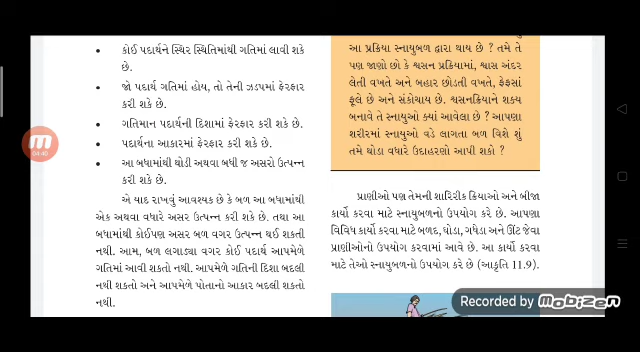 કોઈ પદાર્થને સ્થિર સ્થિતિમાંથી ગતિમાં લાવી શકે
છે.
જો પદાર્થ ગતિમાં હોય, તો તેની ઝડપમાં ફેરફાર
કરી શકે છે.
ગતિમાન પદાર્થની દિશામાં ફેરફાર કરી શકે છે.
પદાર્થના આકારમાં ફેરફાર કરી શકે છે.
આ બધામાંથી થોડી અથવા બધી જ અસરો ઉત્પન્ન
કરી શકે છે.
એ યાદ રાખવું આવશ્યક છે કે બળ આ બધામાંથી
એક અથવા વધારે અસર ઉત્પન્ન કરી શકે છે. તથા આ
બધામાંથી કોઈપણ અસર બળ વગર ઉત્પન્ન થઈ શકતી
નથી. આમ, બળ લગાડ્યા વગર કોઈ પદાર્થ આપમેળે
ગતિમાં આવી શકતો નથી. આપમેળે ગતિની દિશા બદલી
નથી શકતો અને આપમેળે પોતાનો આકાર બદલી શકતો
નથી.
આ પ્રક્રિયા સ્નાયુબળ દ્વારા થાય છે ? તમે તે
પણ જાણો છો કે શ્વસન પ્રક્રિયામાં, શ્વાસ અંદર
લેતી વખતે અને બહાર છોડતી વખતે, ફેફસાં
ફૂલે છે અને સંકોચાય છે. શ્વસનક્રિયાને શક્ય
બનાવે તે સ્નાયુઓ ક્યાં આવેલા છે ? આપણા
શરીરમાં સ્નાયુઓ વડે લાગતા બળ વિશે શું
તમે થોડા વધારે ઉદાહરણો આપી શકો ?
પ્રાણીઓ પણ તેમની શારિરીક ક્રિયાઓ અને બીજા
કાર્યો કરવા માટે સ્નાયુબળનો ઉપયોગ કરે છે. આપણા
વિવિધ કાર્યો કરવા માટે બળદ, ઘોડા, ગધેડા અને ઊંટ જેવા
પ્રાણીઓનો ઉપયોગ કરવામાં આવે છે. આ કાર્યો કરવા
માટે તેઓ સ્નાયુબળનો ઉપયોગ કરે છે (આકૃતિ 11.9).
04:40
Recorded by Mobizen